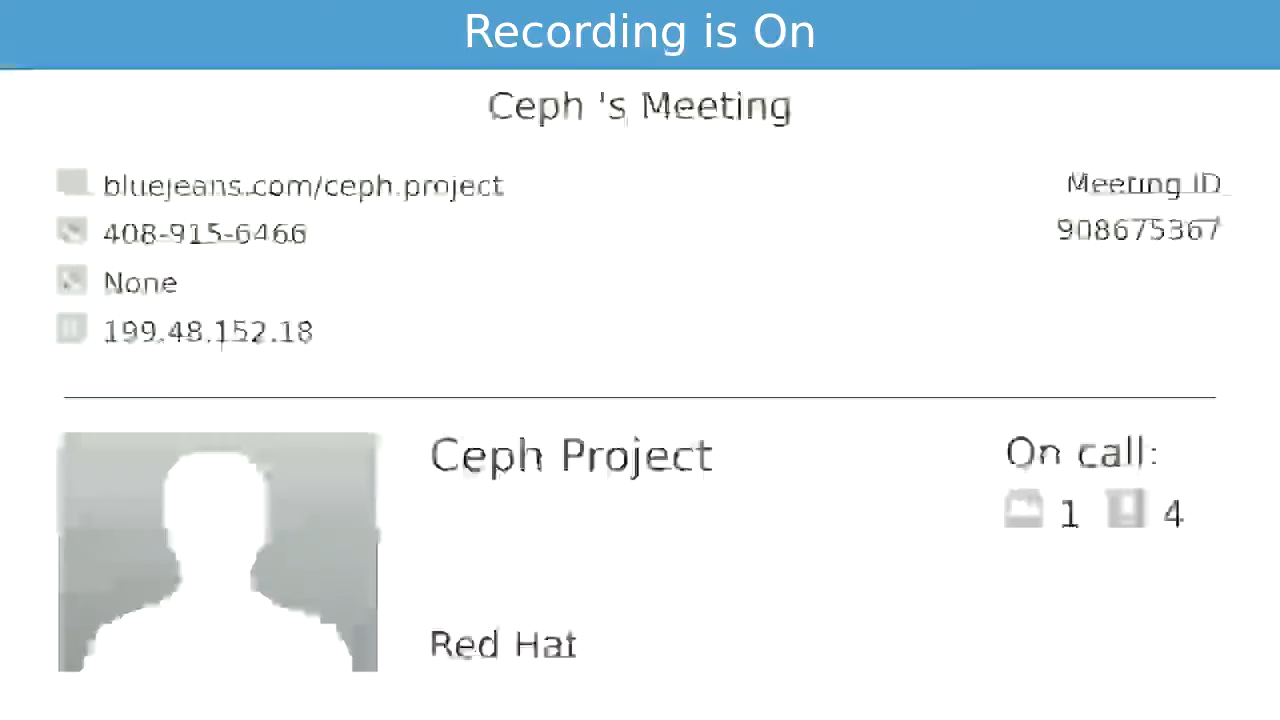 Recording is On
Ceph 's Meeting
bluejeans.com/ceph.project
Meeting ID
408-915-6466
908675367
None
199.48.152.18
Ceph Project
On call:
1 4
Red Hat